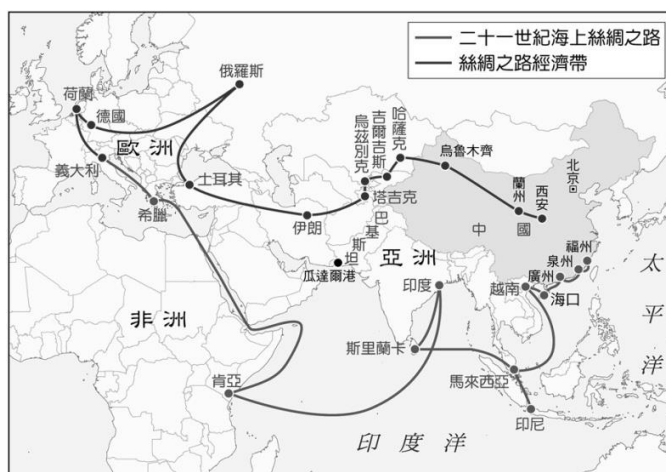 二十一世紀海上絲綢之路
絲綢之路經濟帶
俄羅斯
荷蘭
德國
歐洲
義大利
希臘
土耳其
伊朗
烏茲別克
吉爾吉斯
哈薩克
塔吉克
烏魯木齊
蘭州
西安
北京
中國
巴基斯坦
瓜達爾港
亞洲
印度
斯里蘭卡
福州
泉州
廣州
海口
越南
馬來西亞
印尼
非洲
肯亞
印度洋
太平洋